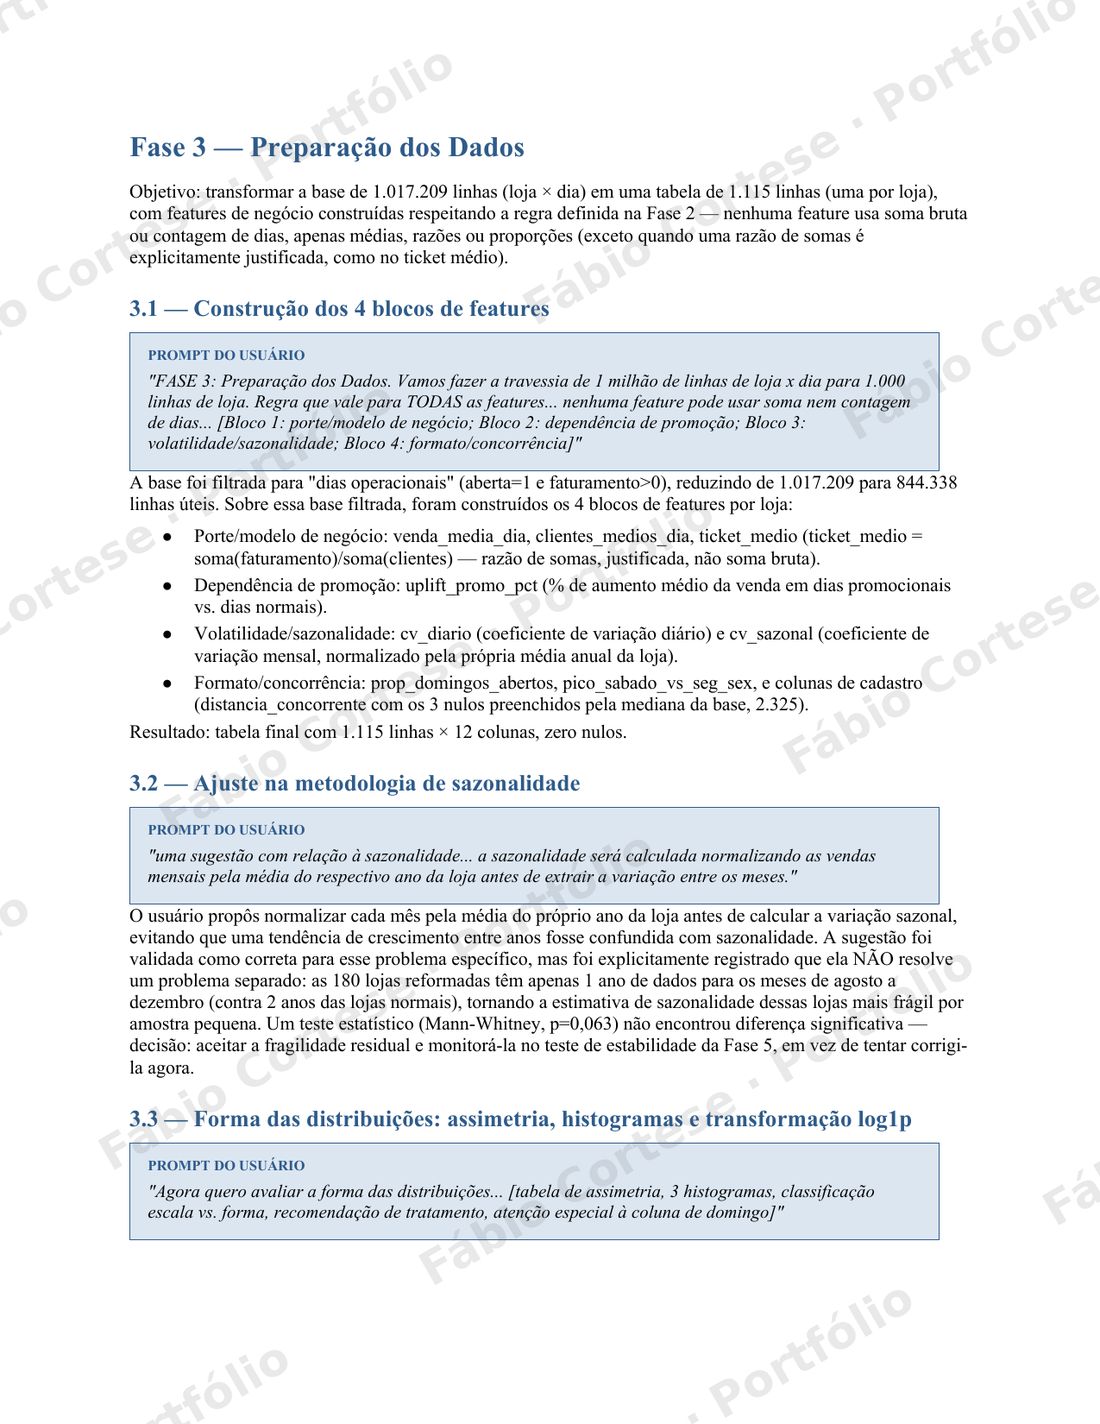 Fase 3 — Preparação dos Dados
Objetivo: transformar a base de 1.017.209 linhas (loja × dia) em uma tabela de 1.115 linhas (uma por loja),
com features de negócio construídas respeitando a regra definida na Fase 2 — nenhuma feature usa soma bruta
ou contagem de dias, apenas médias, razões ou proporções (exceto quando uma razão de somas é
explicitamente justificada, como no ticket médio).
3.1 — Construção dos 4 blocos de features
PROMPT DO USUÁRIO
"FASE 3: Preparação dos Dados. Vamos fazer a travessia de 1 milhão de linhas de loja x dia para 1.000
linhas de loja. Regra que vale para TODAS as features... nenhuma feature pode usar soma nem contagem
de dias... [Bloco 1: porte/modelo de negócio; Bloco 2: dependência de promoção; Bloco 3:
volatilidade/sazonalidade; Bloco 4: formato/concorrência]"
A base foi filtrada para "dias operacionais" (aberta=1 e faturamento>0), reduzindo de 1.017.209 para 844.338
linhas úteis. Sobre essa base filtrada, foram construídos os 4 blocos de features por loja:
● Porte/modelo de negócio: venda_media_dia, clientes_medios_dia, ticket_medio (ticket_medio =
soma(faturamento)/soma(clientes) — razão de somas, justificada, não soma bruta).
● Dependência de promoção: uplift_promo_pct (% de aumento médio da venda em dias promocionais
vs. dias normais).
● Volatilidade/sazonalidade: cv_diario (coeficiente de variação diário) e cv_sazonal (coeficiente de
variação mensal, normalizado pela própria média anual da loja).
● Formato/concorrência: prop_domingos_abertos, pico_sabado_vs_seg_sex, e colunas de cadastro
(distancia_concorrente com os 3 nulos preenchidos pela mediana da base, 2.325).
Resultado: tabela final com 1.115 linhas × 12 colunas, zero nulos.
3.2 — Ajuste na metodologia de sazonalidade
PROMPT DO USUÁRIO
"uma sugestão com relação à sazonalidade... a sazonalidade será calculada normalizando as vendas
mensais pela média do respectivo ano da loja antes de extrair a variação entre os meses."
O usuário propôs normalizar cada mês pela média do próprio ano da loja antes de calcular a variação sazonal,
evitando que uma tendência de crescimento entre anos fosse confundida com sazonalidade. A sugestão foi
validada como correta para esse problema específico, mas foi explicitamente registrado que ela NÃO resolve
um problema separado: as 180 lojas reformadas têm apenas 1 ano de dados para os meses de agosto a
dezembro (contra 2 anos das lojas normais), tornando a estimativa de sazonalidade dessas lojas mais frágil por
amostra pequena. Um teste estatístico (Mann-Whitney, p=0,063) não encontrou diferença significativa —
decisão: aceitar a fragilidade residual e monitorá-la no teste de estabilidade da Fase 5, em vez de tentar corrigi-
la agora.
3.3 — Forma das distribuições: assimetria, histogramas e transformação log1p
PROMPT DO USUÁRIO
"Agora quero avaliar a forma das distribuições... [tabela de assimetria, 3 histogramas, classificação
escala vs. forma, recomendação de tratamento, atenção especial à coluna de domingo]"
Fábio Cortese · Portfólio